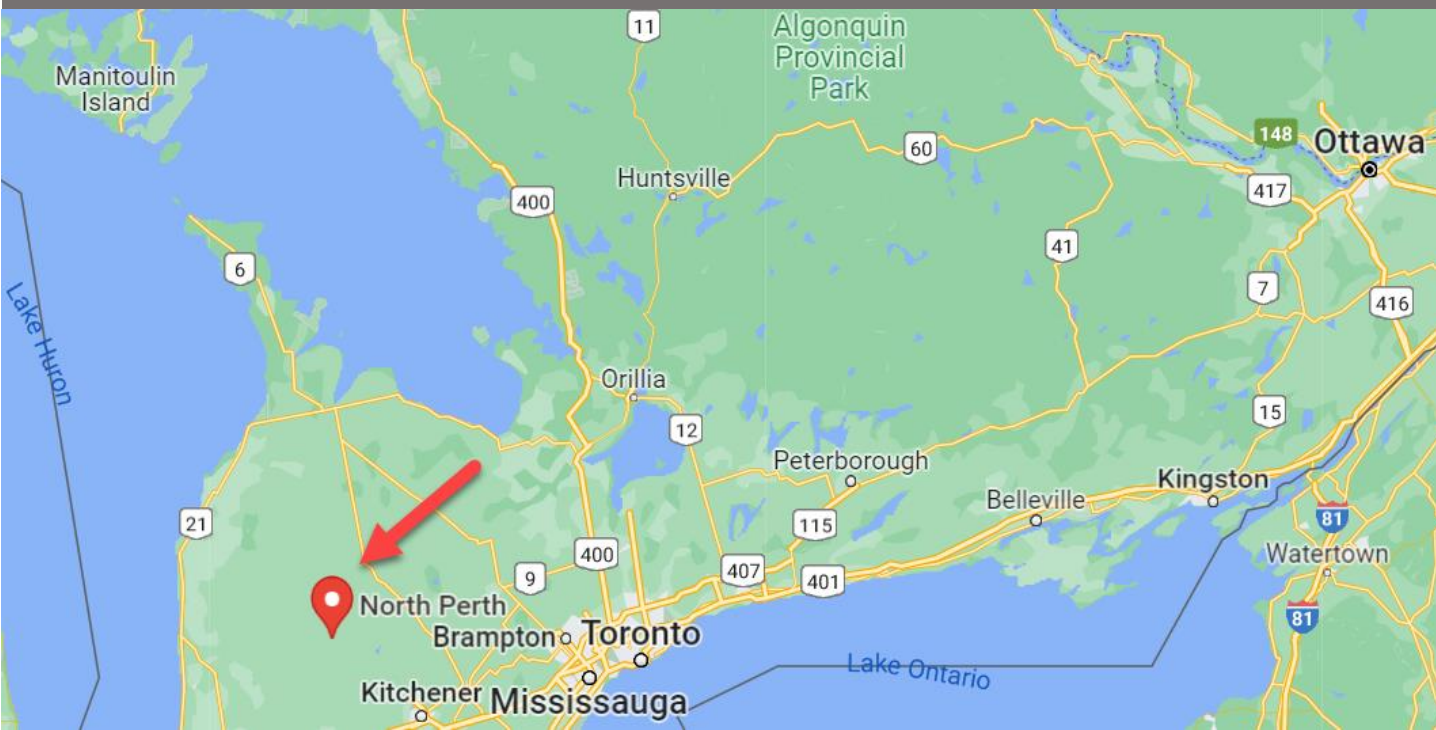 11
Algonquin
Provincial
Park
Manitoulin
Island
148
Ottawa
60
417
Huntsville
400
41
6
7
416
Lake Huron
Orillia
15
12
Peterborough
Kingston
Belleville
21
115
81
400
Watertown
9
407
401
North Perth
81
Brampton
Toronto
Lake Ontario
Kitchener
Mississauga